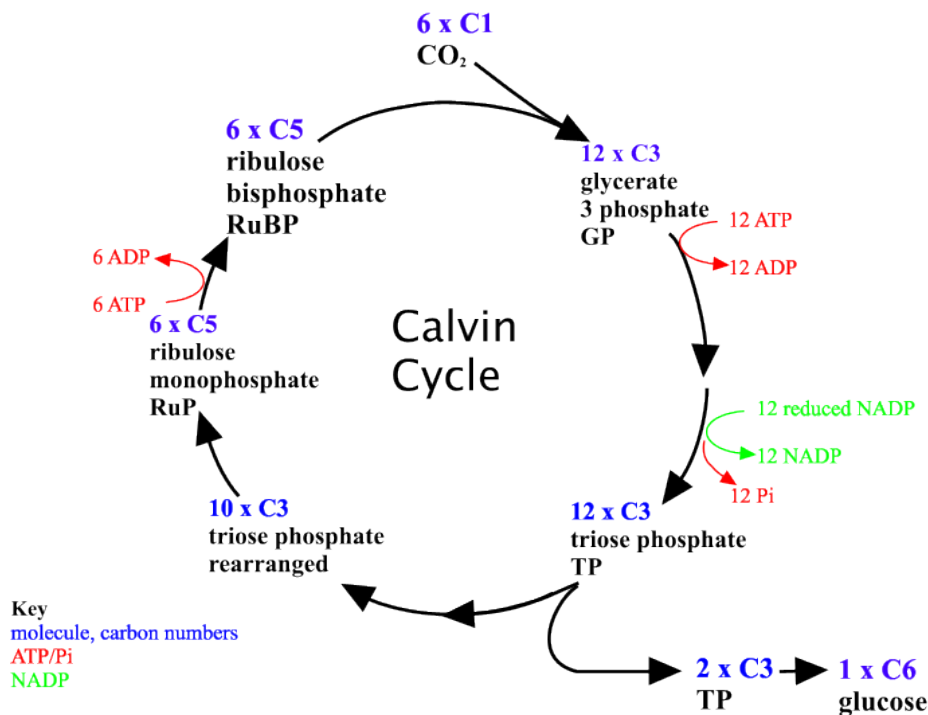 6 x C1
CO₂
6 x C5
ribulose
bisphosphate
RuBP
12 x C3
glycerate
3 phosphate
GP
12 ATP
12 ADP
6 ADP
6 ATP
6 x C5
ribulose
monophosphate
RuP
Calvin
Cycle
12 reduced NADP
12 NADP
12 Pi
10 x C3
triose phosphate
rearranged
12 x C3
triose phosphate
TP
Key
molecule, carbon numbers
ATP/Pi
NADP
2 x C3
TP
1 x C6
glucose